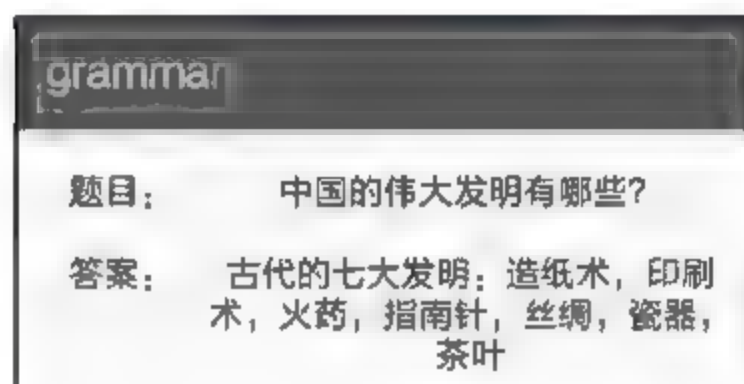 grammar
题目： 中国的伟大发明有哪些？
答案： 古代的七大发明：造纸术，印刷
术，火药，指南针，丝绸，瓷器，
茶叶